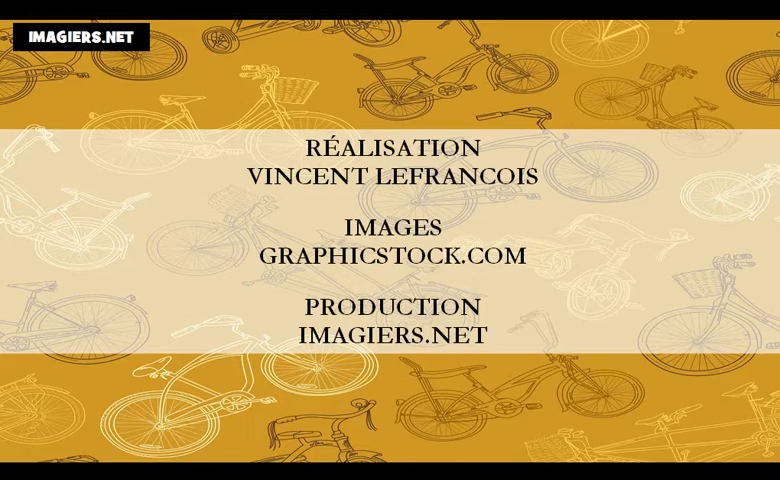 IMAGIERS.NET
RÉALISATION
VINCENT LEFRANCOIS
IMAGES
GRAPHICSTOCK.COM
PRODUCTION
IMAGIERS.NET